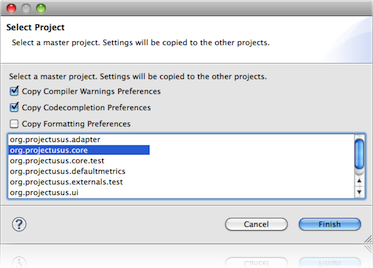 Select Project
Select a master project. Settings will be copied to the other projects.
Select a master project. Settings will be copied to the other projects.
Copy Compiler Warnings Preferences
Copy Codecompletion Preferences
Copy Formatting Preferences
org.projectusus.adapter
org.projectusus.core
org.projectusus.core.test
org.projectusus.defaultmetrics
org.projectusus.externals.test
org.projectusus.ui
?
Cancel
Finish